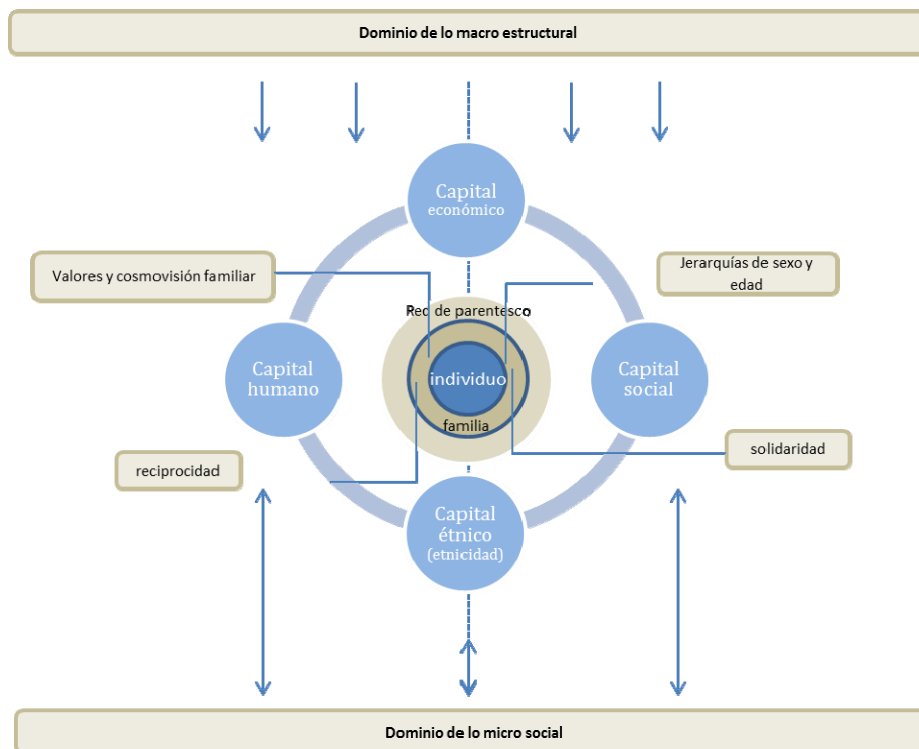 Dominio de lo macro estructural
Capital
económico
Valores y cosmovisión familiar
Jerarquías de sexo y
edad
Red de parentesco
Capital
humano
individuo
Capital
social
familia
solidaridad
reciprocidad
Capital
étnico
(etnicidad)
Dominio de lo micro social